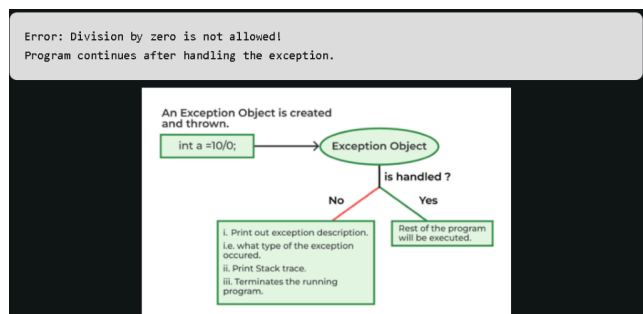 Error: Division by zero is not allowed!
Program continues after handling the exception.
An Exception Object is created
and thrown.
int a =10/0;
Exception Object
is handled ?
No
Yes
i. Print out exception description.
i.e. what type of the exception
occured.
ii. Print Stack trace.
iii. Terminates the running
program.
Rest of the program
will be executed.